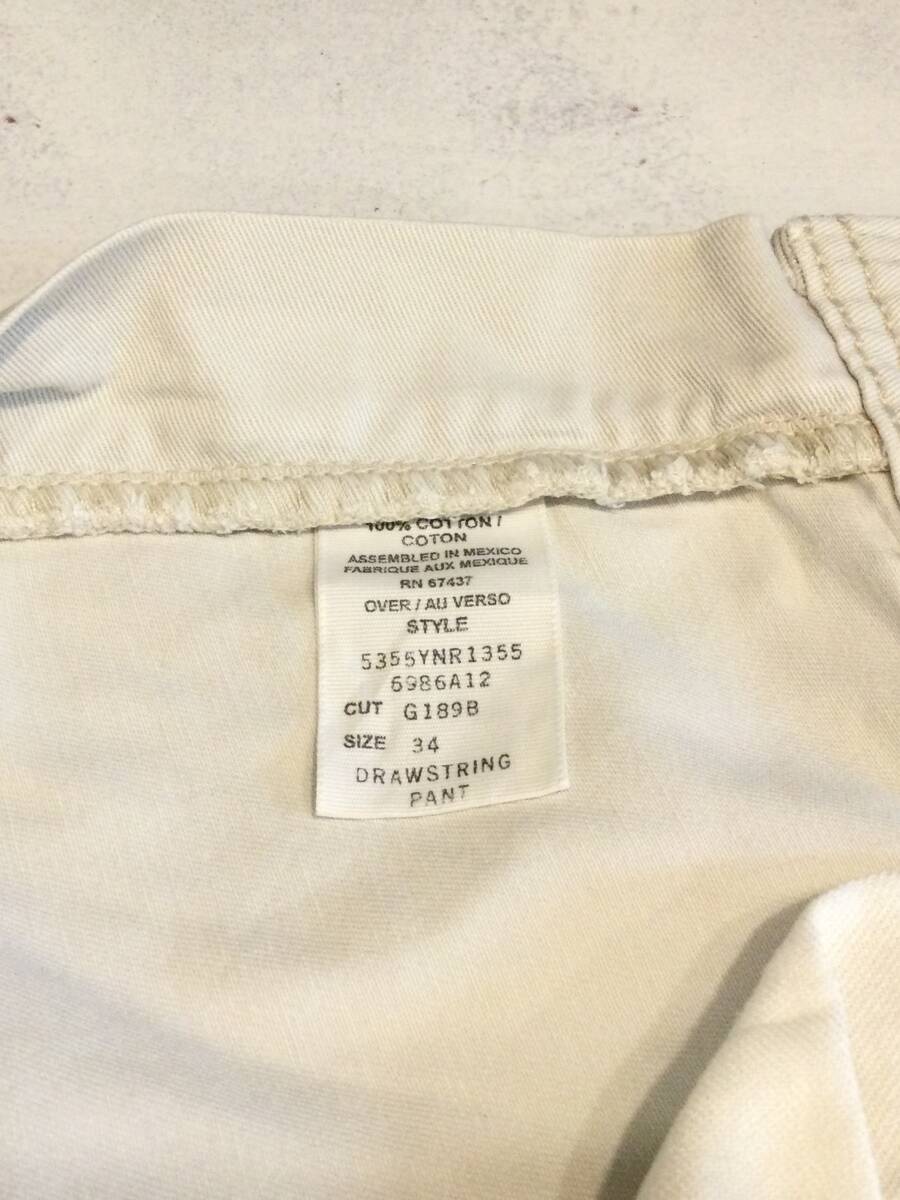 100% COTTON /
COTON
ASSEMBLED IN MEXICO
FABRIQUE AUX MEXIQUE
RN 67437
OVER / AU VERSO
STYLE
5355YNR1355
6986A12
CUT G189B
SIZE 34
DRAWSTRING
PANT